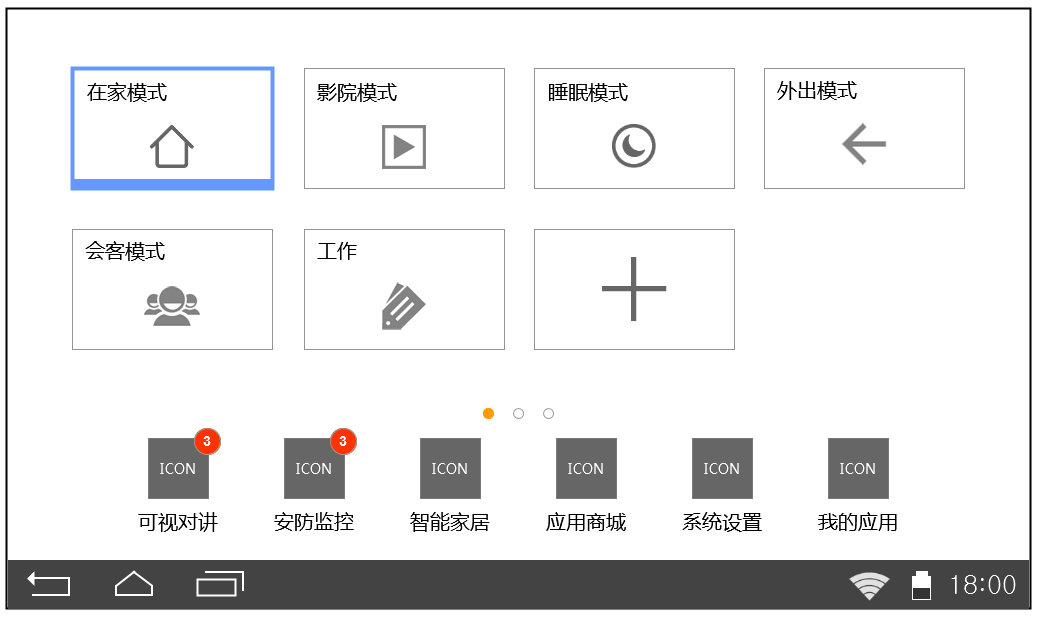 在家模式
影院模式
睡眠模式
外出模式
会客模式
工作
ICON
3
ICON
3
ICON
ICON
ICON
ICON
可视对讲
安防监控
智能家居
应用商城
系统设置
我的应用
18:00